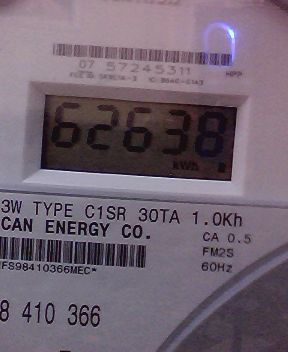 07 57245311
HPP
62638
kWh
3W TYPE C1SR 30TA 1.0Kh
CAN ENERGY CO.
CA 0.5
FM2S
60Hz
FS98410366MEC*
8 410 366